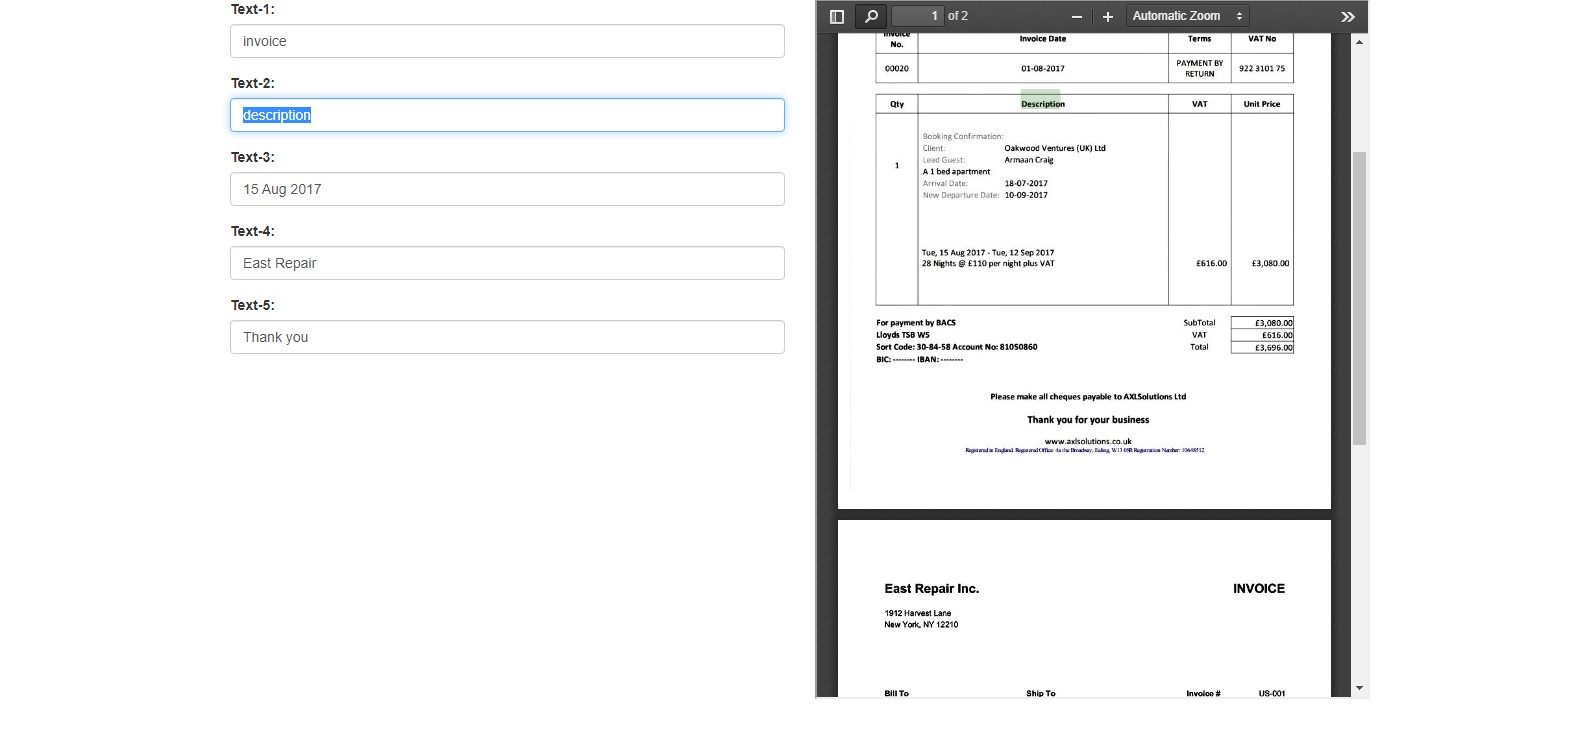 Text-1:
invoice
Text-2:
description
Text-3:
15 Aug 2017
Text-4:
East Repair
Text-5:
Thank you
1 of 2
Automatic Zoom
Invoice No. Invoice Date Terms VAT No
00020 01-08-2017 PAYMENT BY RETURN 922 3101 75
Qty Description VAT Unit Price
Booking Confirmation:
Client: Oakwood Ventures (UK) Ltd
1 Lead Guest: Armaan Craig
A 1 bed apartment
Arrival Date: 18-07-2017
New Departure Date: 10-09-2017
Tue, 15 Aug 2017 - Tue, 12 Sep 2017
28 Nights @ £110 per night plus VAT £616.00 £3,080.00
For payment by BACS SubTotal £3,080.00
Lloyds TSB W5 VAT £616.00
Sort Code: 30-84-58 Account No: 81050860 Total £3,696.00
BIC: -------- IBAN: --------
Please make all cheques payable to AXLSolutions Ltd
Thank you for your business
www.axlsolutions.co.uk
Registered in England Registered Office: 4a the Broadway, Ealing, W13 0SR Registration Number: 10648512
East Repair Inc. INVOICE
1912 Harvest Lane
New York, NY 12210
Bill To Ship To Invoice # US-001